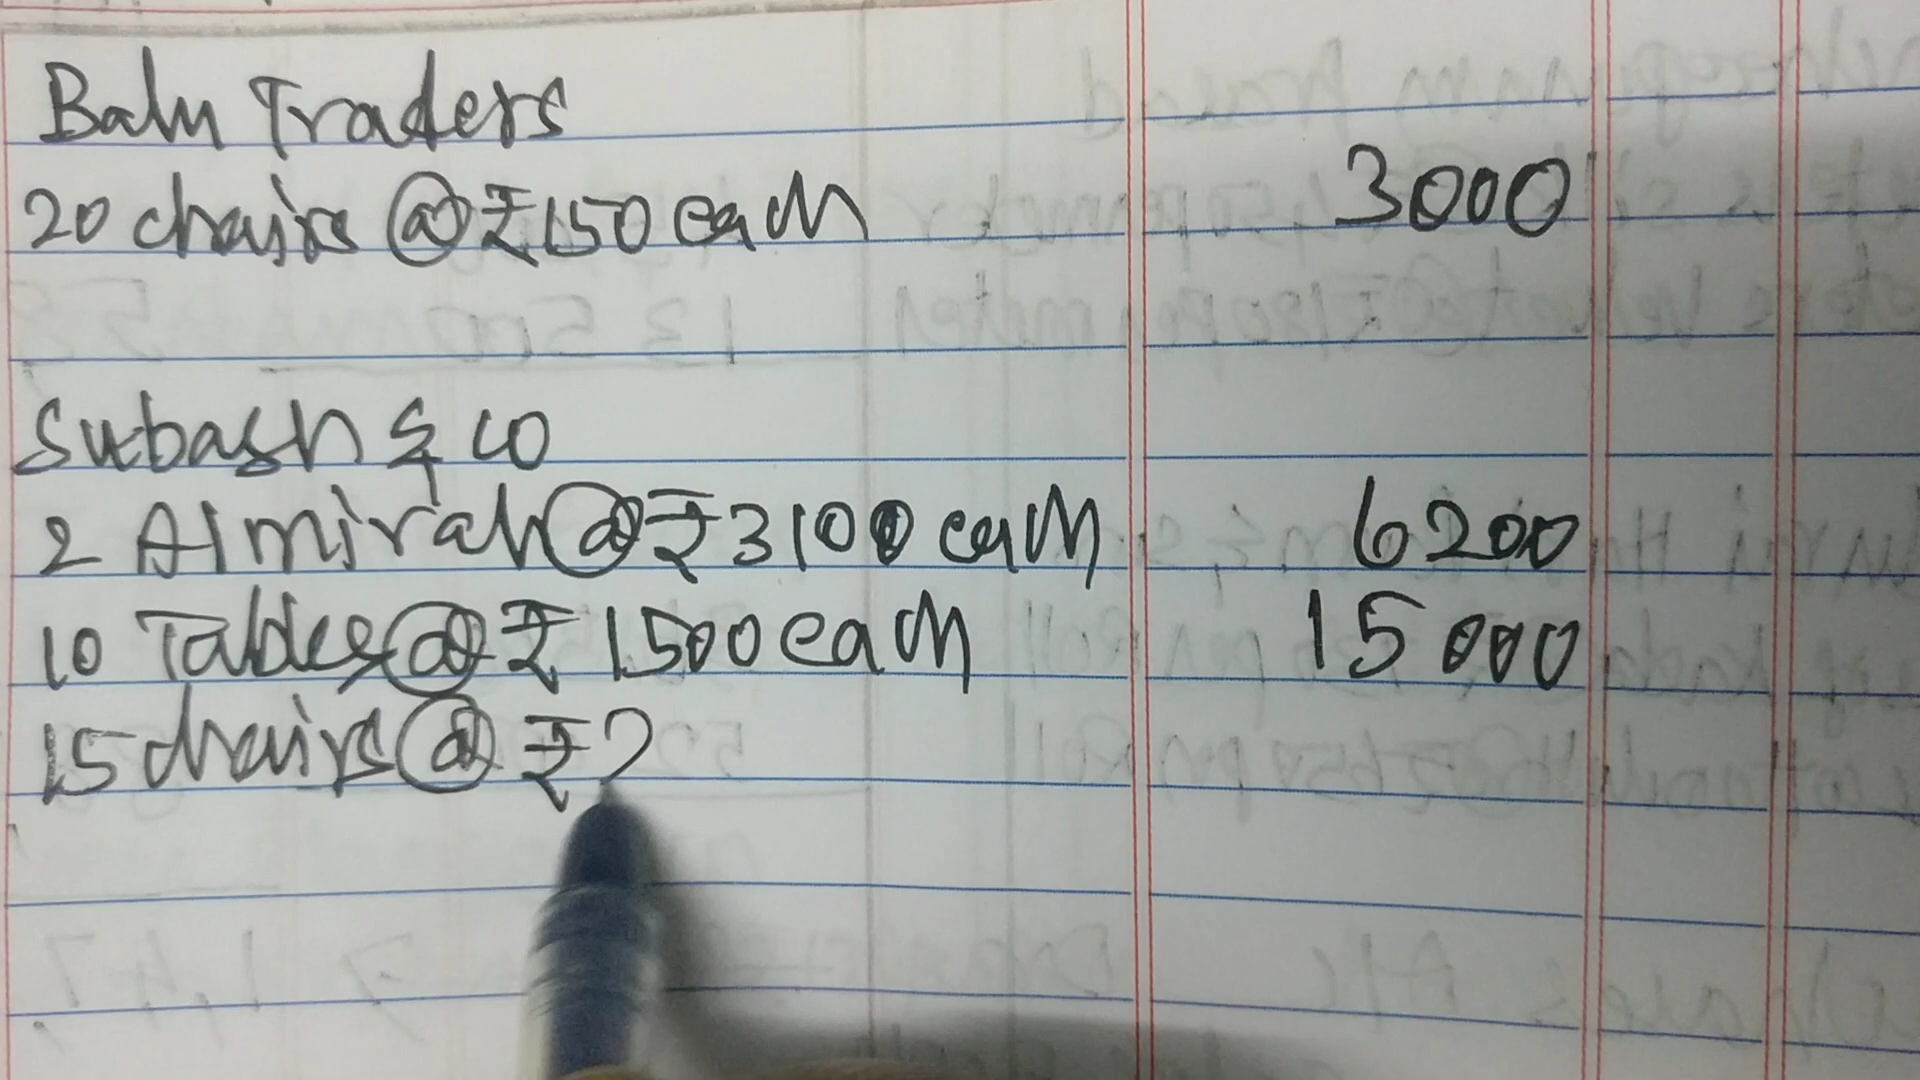 Balu Traders
20 chairs @ ₹150 each 3000
Subash & Co
2 Almirah @ ₹3100 each 6200
10 Tables @ ₹1500 each 15000
15 chairs @ ₹2